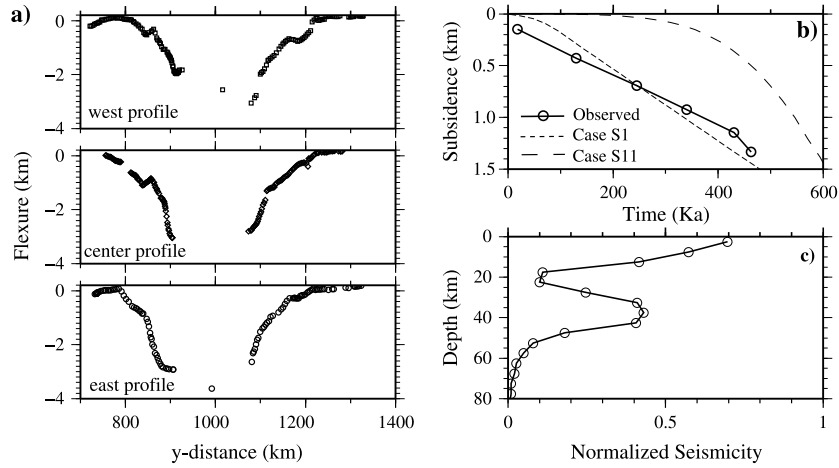 a)
0
−2
−4
west profile
0
−2
−4
center profile
0
−2
−4
east profile
Flexure (km)
800
1000
1200
1400
y-distance (km)
b)
0
0.5
1.0
1.5
Subsidence (km)
Observed
Case S1
Case S11
0
200
400
600
Time (Ka)
c)
0
20
40
60
80
Depth (km)
0
0.5
1
Normalized Seismicity